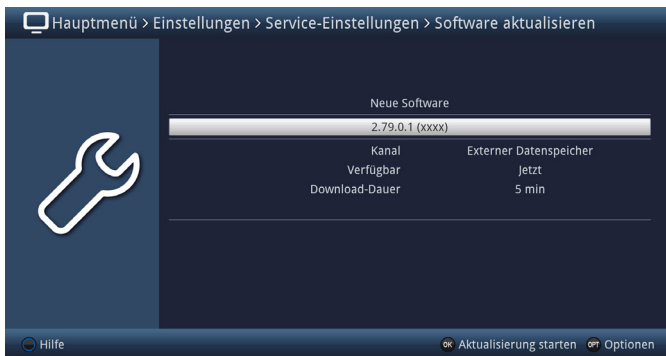 Hauptmenü > Einstellungen > Service-Einstellungen > Software aktualisieren
Neue Software
2.79.0.1 (xxxx)
Kanal Externer Datenspeicher
Verfügbar Jetzt
Download-Dauer 5 min
Hilfe OK Aktualisierung starten OPT Optionen